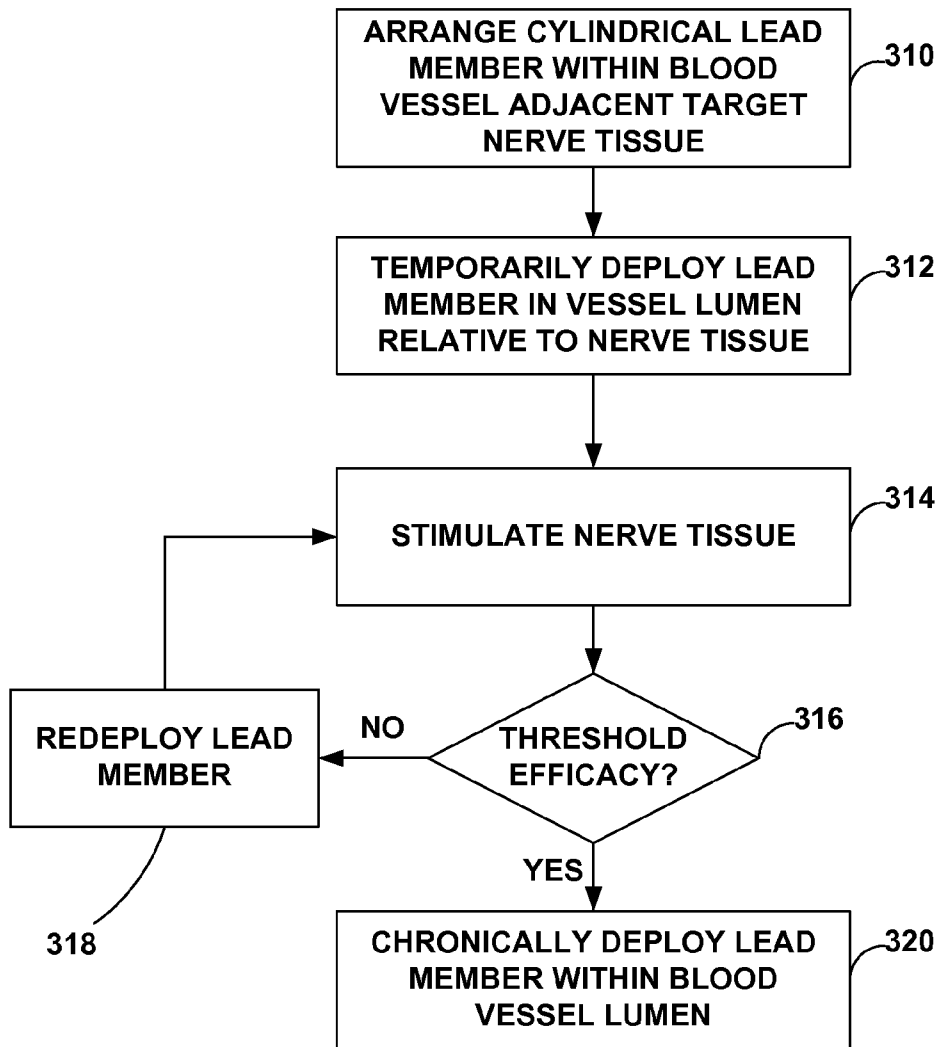 ARRANGE CYLINDRICAL LEAD
MEMBER WITHIN BLOOD
VESSEL ADJACENT TARGET
NERVE TISSUE
310
TEMPORARILY DEPLOY LEAD
MEMBER IN VESSEL LUMEN
RELATIVE TO NERVE TISSUE
312
STIMULATE NERVE TISSUE
314
THRESHOLD
EFFICACY?
316
NO
REDEPLOY LEAD
MEMBER
318
YES
CHRONICALLY DEPLOY LEAD
MEMBER WITHIN BLOOD
VESSEL LUMEN
320